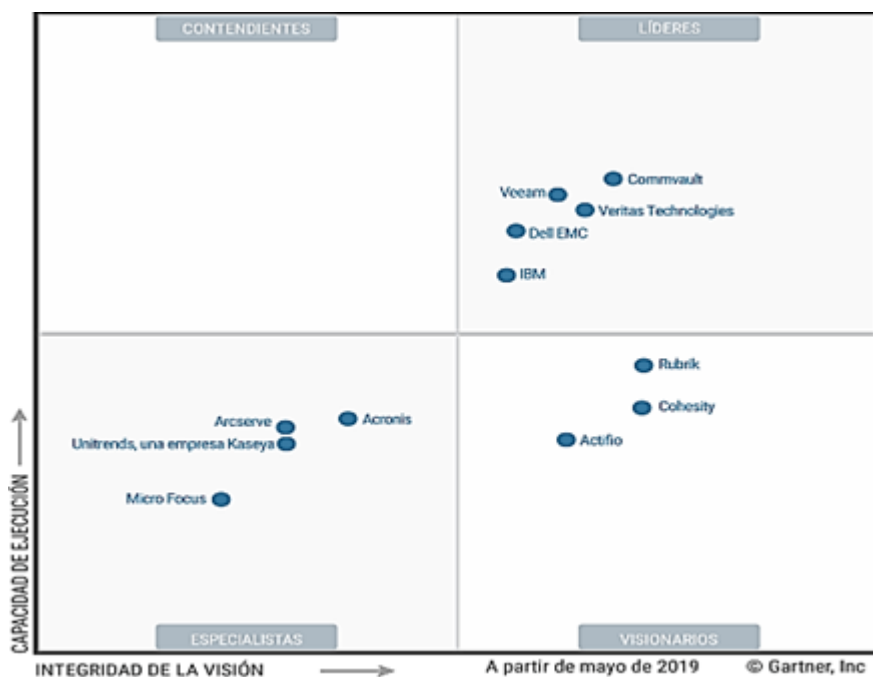 CONTENDIENTES
LÍDERES
Commvault
Veeam
Veritas Technologies
Dell EMC
IBM
Rubrik
Cohesity
Acronis
Arcserve
Actifio
Unitrends, una empresa Kaseya
Micro Focus
CAPACIDAD DE EJECUCIÓN
ESPECIALISTAS
VISIONARIOS
INTEGRIDAD DE LA VISIÓN
A partir de mayo de 2019
© Gartner, Inc